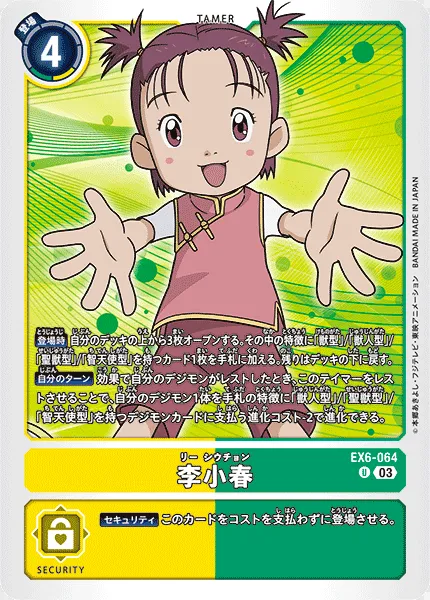 TAMER
登場
4
登場時 自分のデッキの上から3枚オープンする。その中の特徴に「獣型」/「獣人型」/
「聖獣型」/「智天使型」を持つカード1枚を手札に加える。残りはデッキの下に戻す。
自分のターン 効果で自分のデジモンがレストしたとき、このテイマーをレ
ストさせることで、自分のデジモン1体を手札の特徴に「獣人型」/「聖獣型」/
「智天使型」を持つデジモンカードに支払う進化コスト-2で進化できる。
©本郷あきよし・フジテレビ・東映アニメーション BANDAI MADE IN JAPAN
リー シウチョン
李小春
EX6-064
U 03
SECURITY
セキュリティ このカードをコストを支払わずに登場させる。